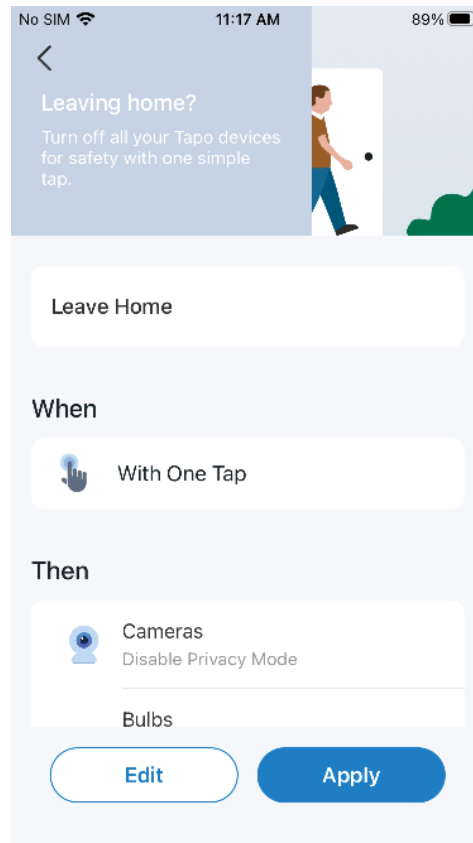 No SIM 11:17 AM 89%
Leaving home?
Turn off all your Tapo devices
for safety with one simple
tap.
Leave Home
When
With One Tap
Then
Cameras
Disable Privacy Mode
Bulbs
Edit Apply